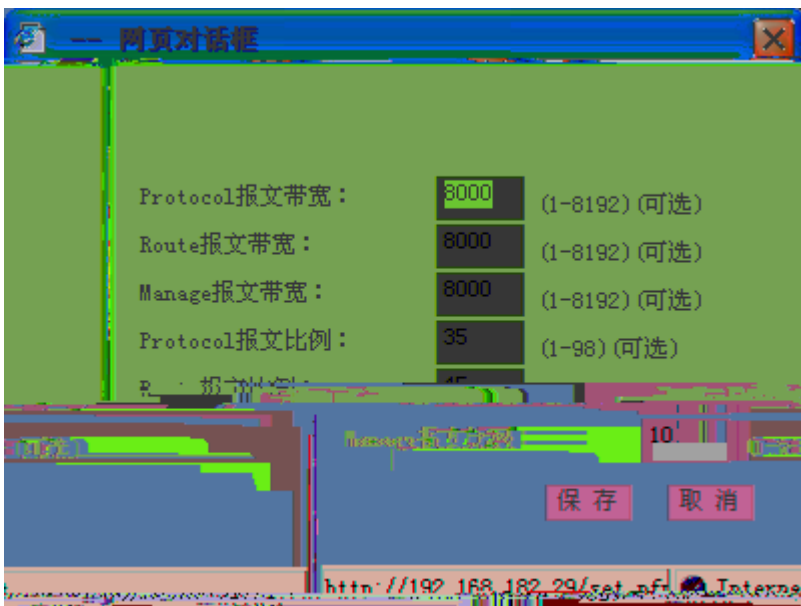 -- 网页对话框
Protocol报文带宽： 8000 (1-8192)(可选)
Route报文带宽： 8000 (1-8192)(可选)
Manage报文带宽： 8000 (1-8192)(可选)
Protocol报文比例： 35 (1-98)(可选)
报文比例：
10
保存 取消
http://192.168.182.29/set_pf